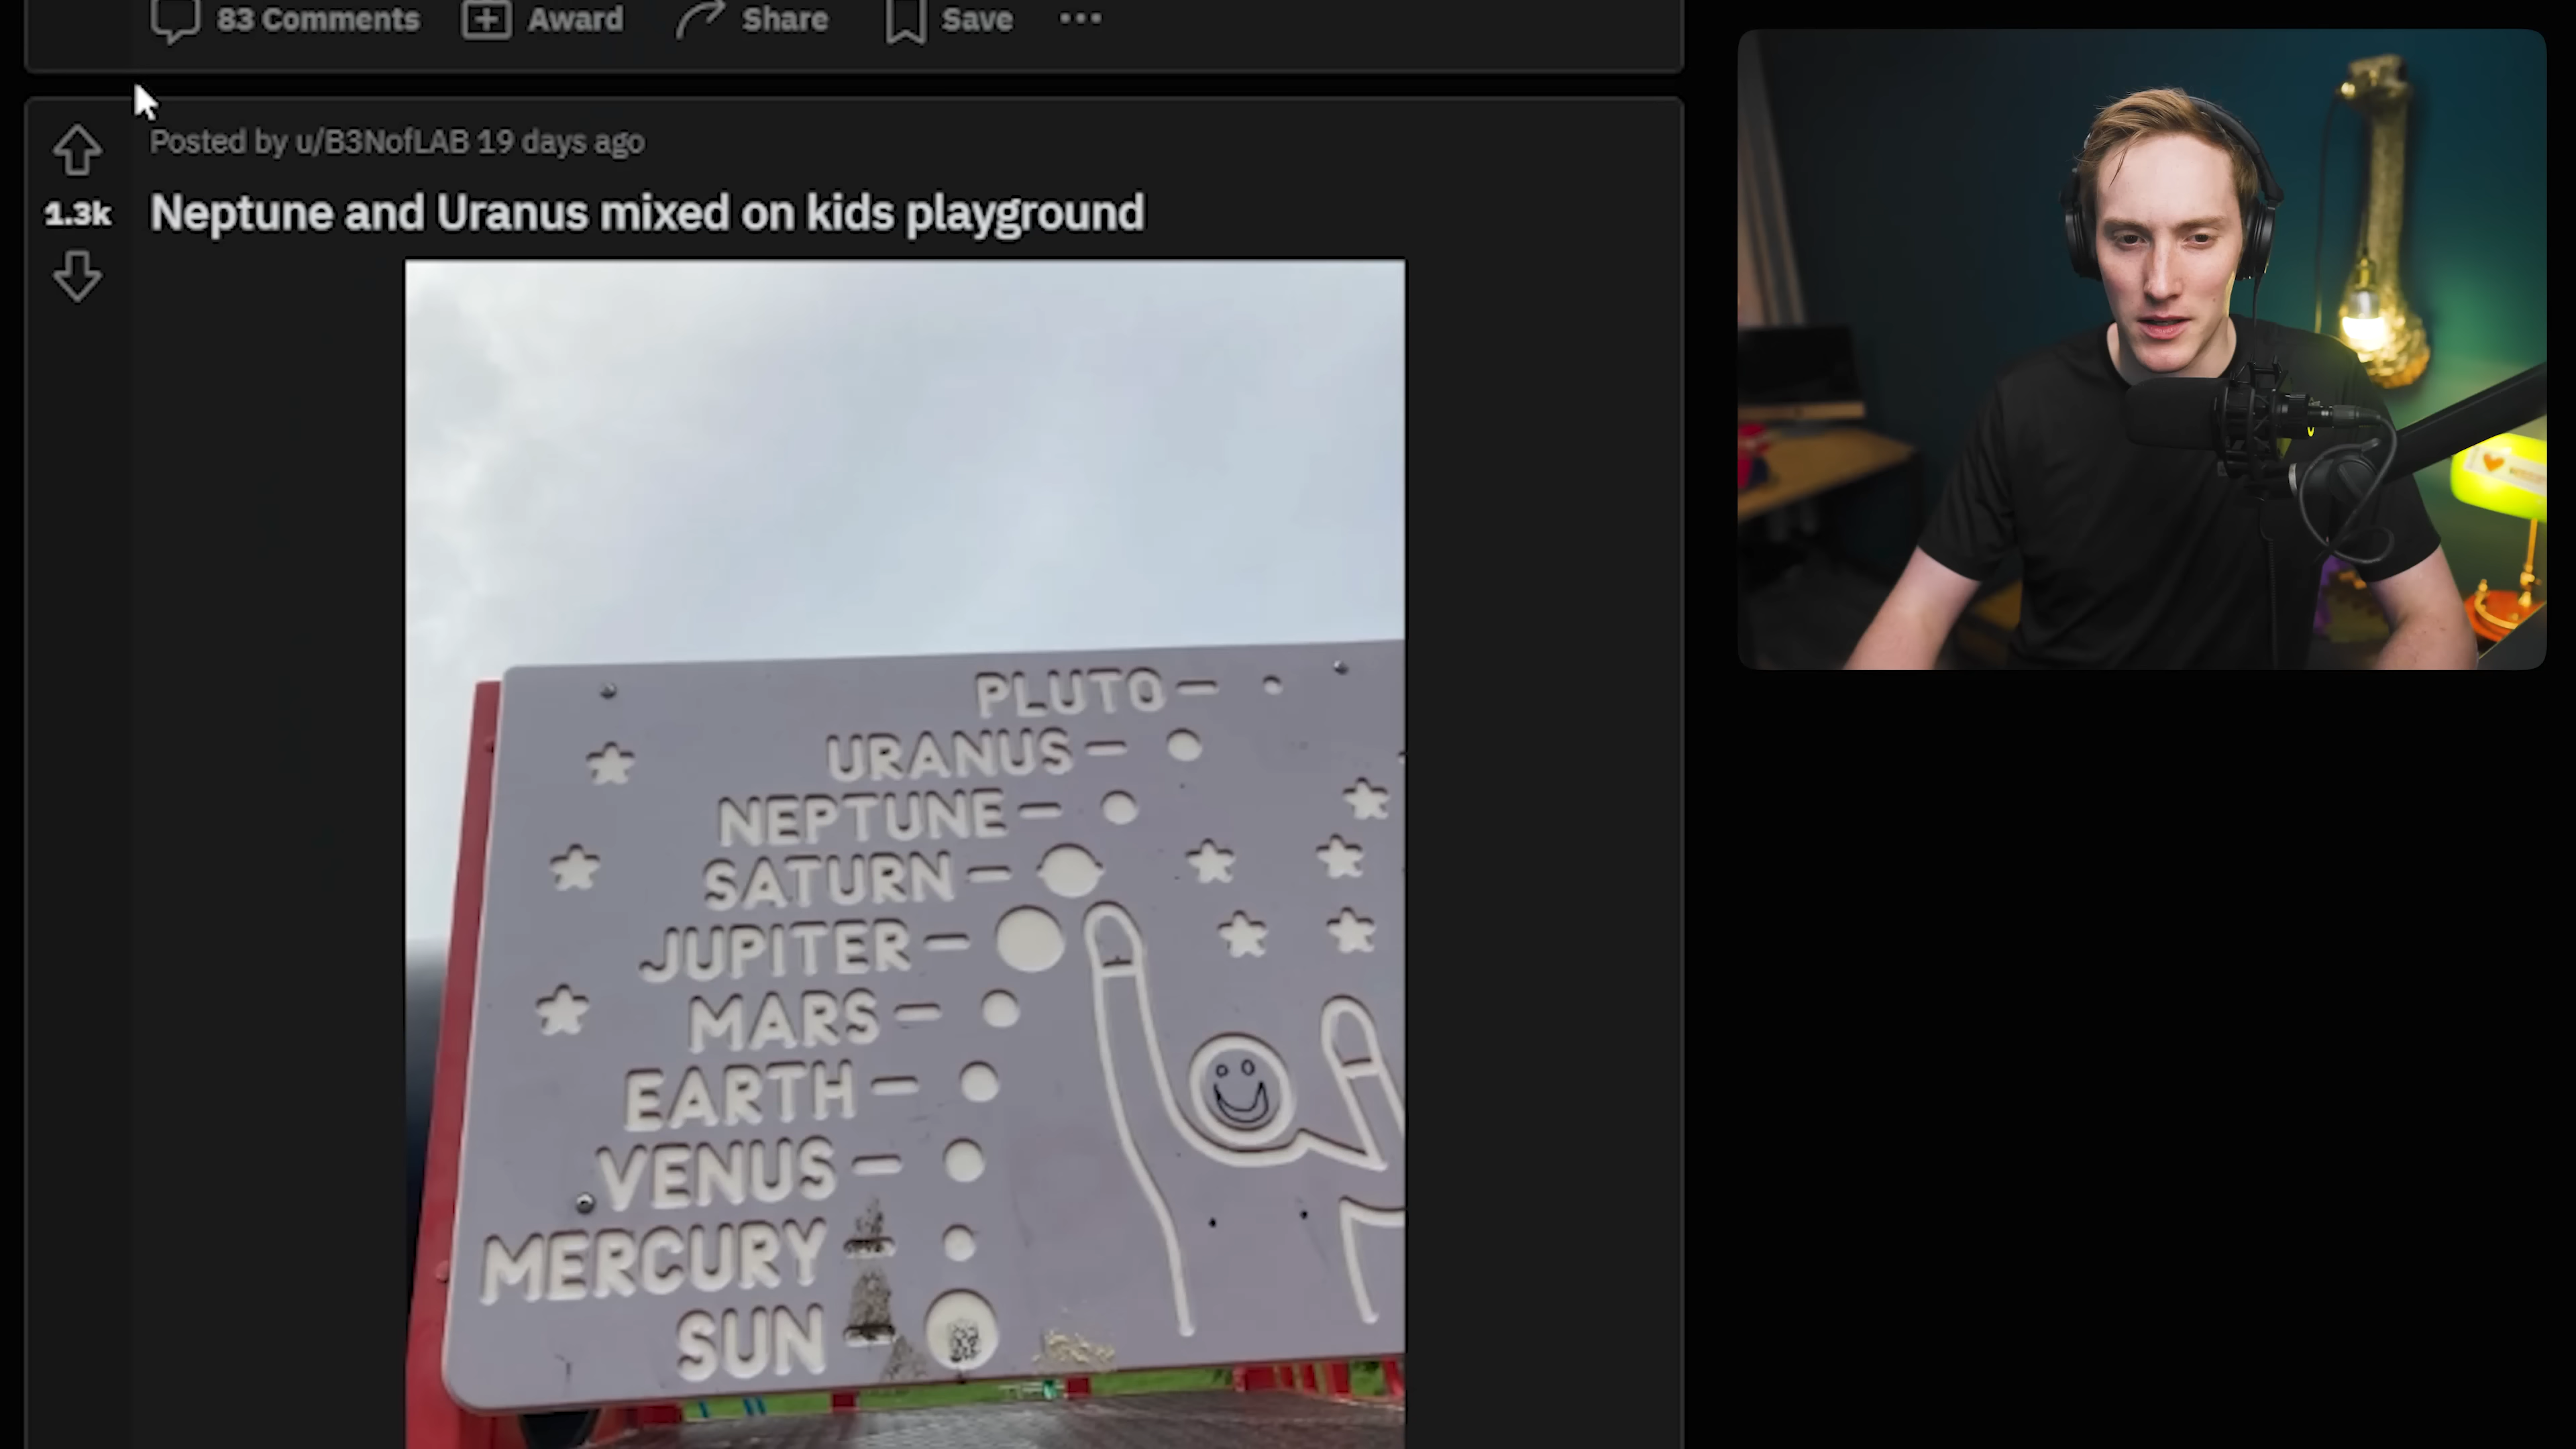 83 Comments Award Share Save
Posted by u/B3NofLAB 19 days ago
1.3k
Neptune and Uranus mixed on kids playground
PLUTO
URANUS
NEPTUNE
SATURN
JUPITER
MARS
EARTH
VENUS
MERCURY
SUN